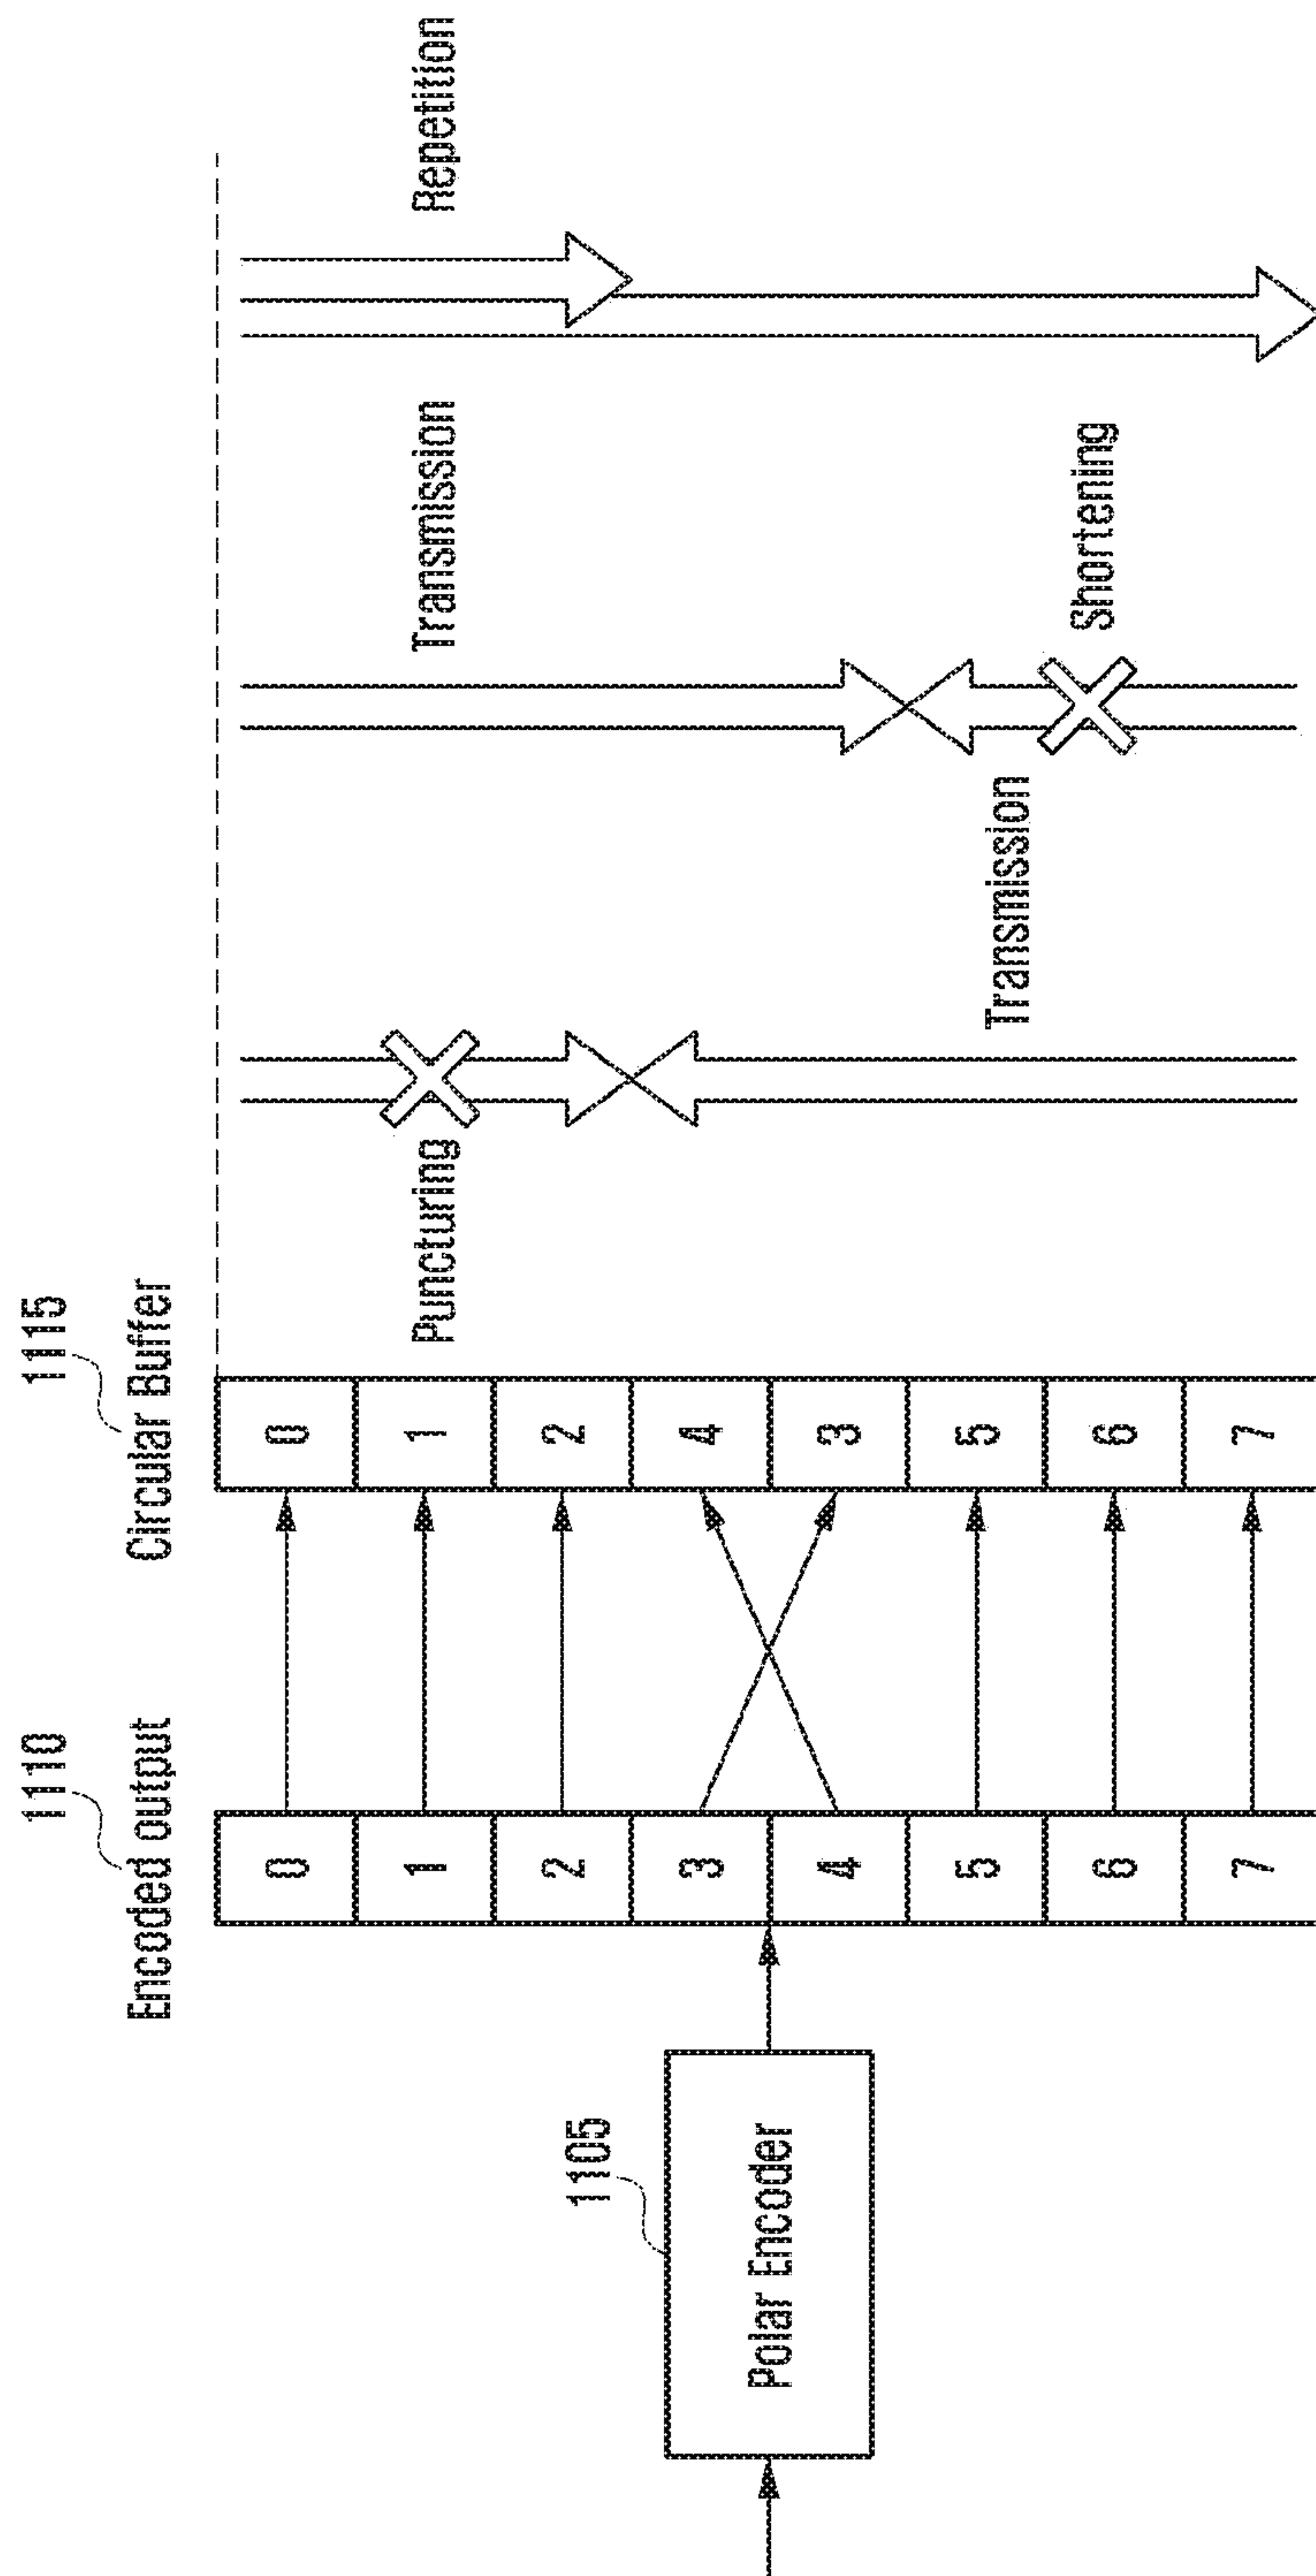 1105
Polar Encoder
1110
Encoded output
0
1
2
3
4
5
6
7
1115
Circular Buffer
0
1
2
4
3
5
6
7
Puncturing
Transmission
Transmission
Shortening
Repetition